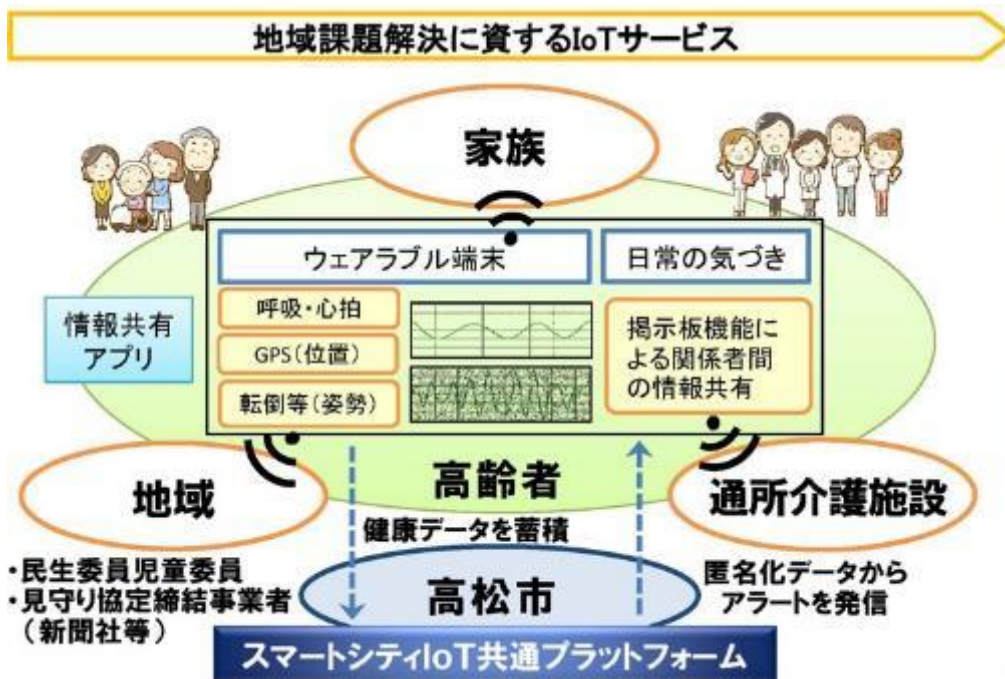 地域課題解決に資するIoTサービス
家族
ウェアラブル端末
日常の気づき
情報共有
アプリ
呼吸・心拍
GPS(位置)
転倒等(姿勢)
掲示板機能に
よる関係者間
の情報共有
地域
高齢者
通所介護施設
健康データを蓄積
・民生委員児童委員
・見守り協定締結事業者
（新聞社等）
高松市
匿名化データから
アラートを発信
スマートシティIoT共通プラットフォーム